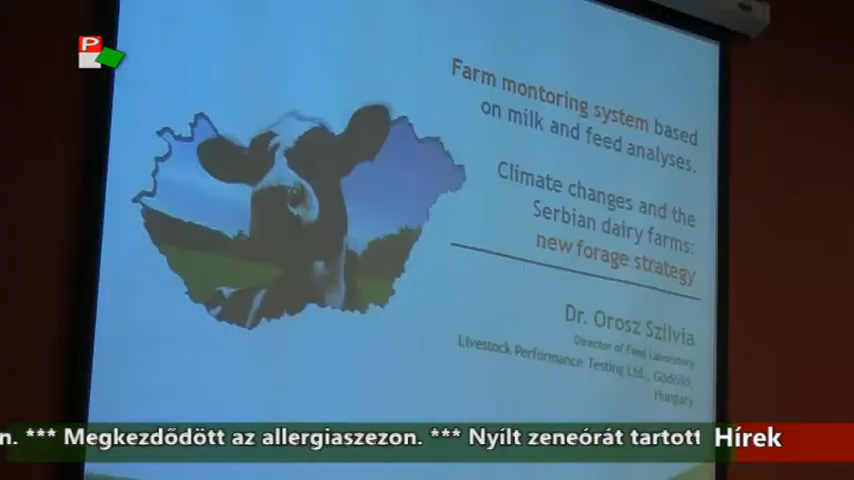 P
Farm montoring system based
on milk and feed analyses.
Climate changes and the
Serbian dairy farms:
new forage strategy
Dr. Orosz Szilvia
Director of Feed Laboratory
Livestock Performance Testing Ltd., Gödöllő,
Hungary
n. *** Megkezdődött az allergiaszezon. *** Nyílt zeneórát tartott
Hírek